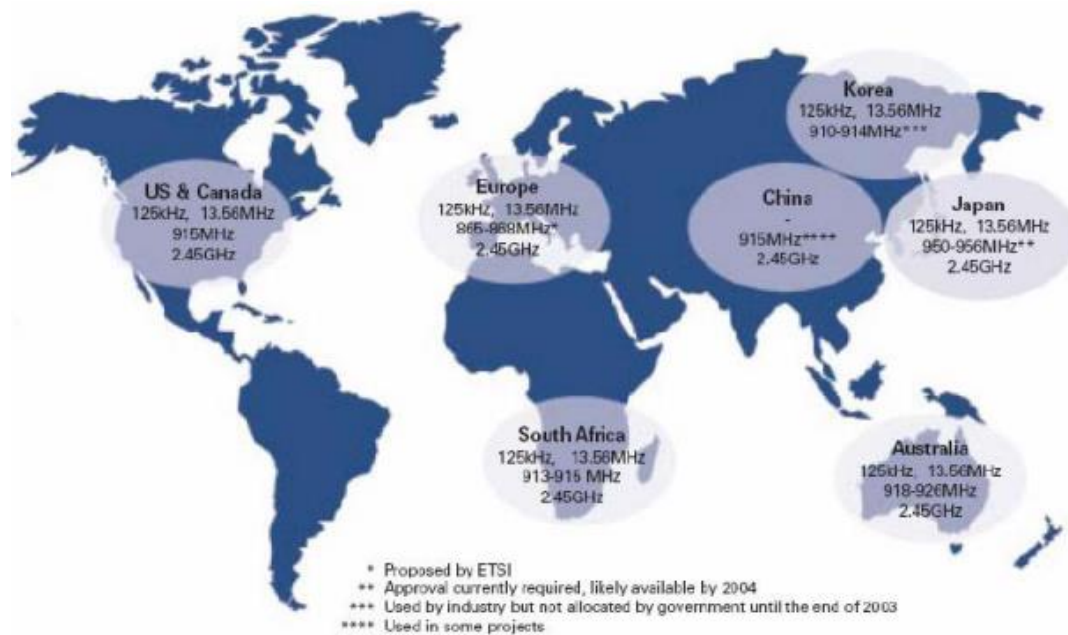 Korea
125kHz, 13.56MHz
910-914MHz***
US & Canada
125kHz, 13.56MHz
915MHz
2.45GHz
Europe
125kHz, 13.56MHz
865-868MHz*
2.45GHz
China
-
915MHz****
2.45GHz
Japan
125kHz, 13.56MHz
950-956MHz**
2.45GHz
South Africa
125kHz, 13.56MHz
913-915 MHz
2.45GHz
Australia
125kHz, 13.56MHz
918-926MHz
2.45GHz
* Proposed by ETSI
** Approval currently required, likely available by 2004
*** Used by industry but not allocated by government until the end of 2003
**** Used in some projects